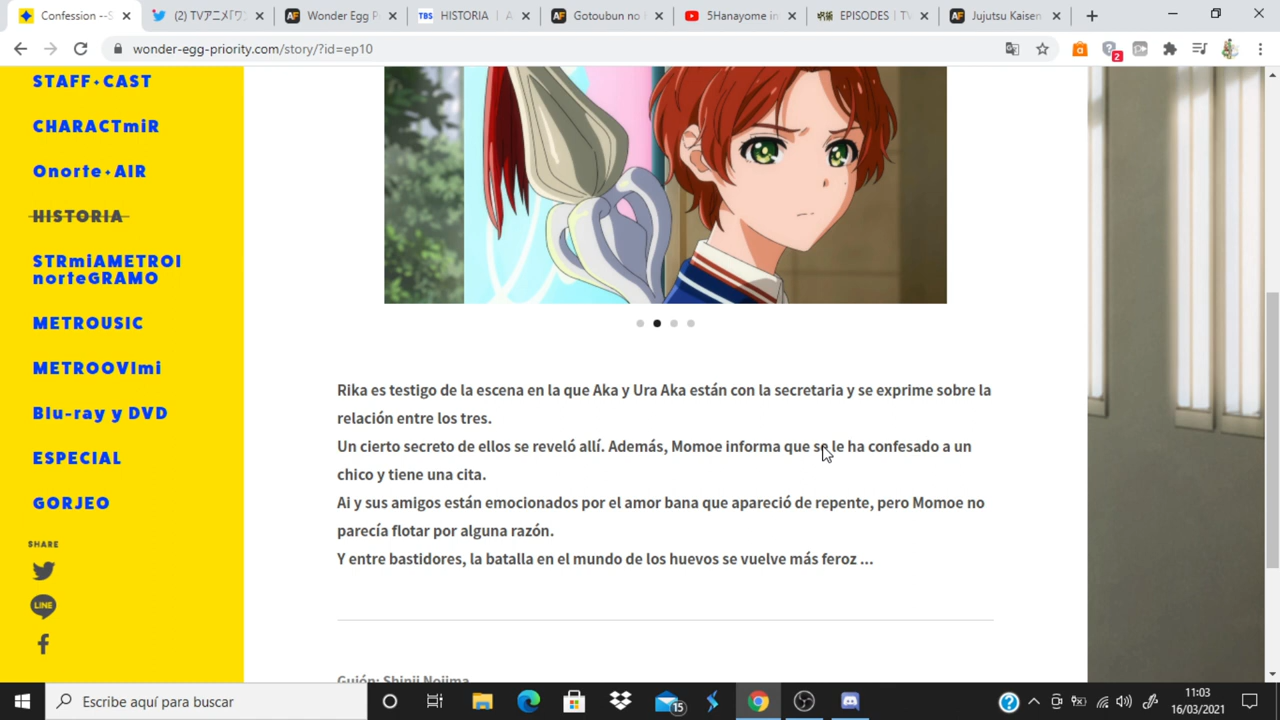 Confession --S
(2) TVアニメ「ワ
Wonder Egg P
HISTORIA | A
Gotoubun no
5Hanayome in
EPISODES | TV
Jujutsu Kaisen
wonder-egg-priority.com/story/?id=ep10
2
STAFF+CAST
CHARACTmiR
Onorte+AIR
HISTORIA
STRmiAMETROI
norteGRAMO
METROUSIC
METROOVImi
Blu-ray y DVD
ESPECIAL
GORJEO
SHARE
LINE
Rika es testigo de la escena en la que Aka y Ura Aka están con la secretaria y se exprime sobre la
relación entre los tres.
Un cierto secreto de ellos se reveló allí. Además, Momoe informa que se le ha confesado a un
chico y tiene una cita.
Ai y sus amigos están emocionados por el amor bana que apareció de repente, pero Momoe no
parecía flotar por alguna razón.
Y entre bastidores, la batalla en el mundo de los huevos se vuelve más feroz ...
Guión: Shinji Nojima
Escribe aquí para buscar
15
11:03
16/03/2021